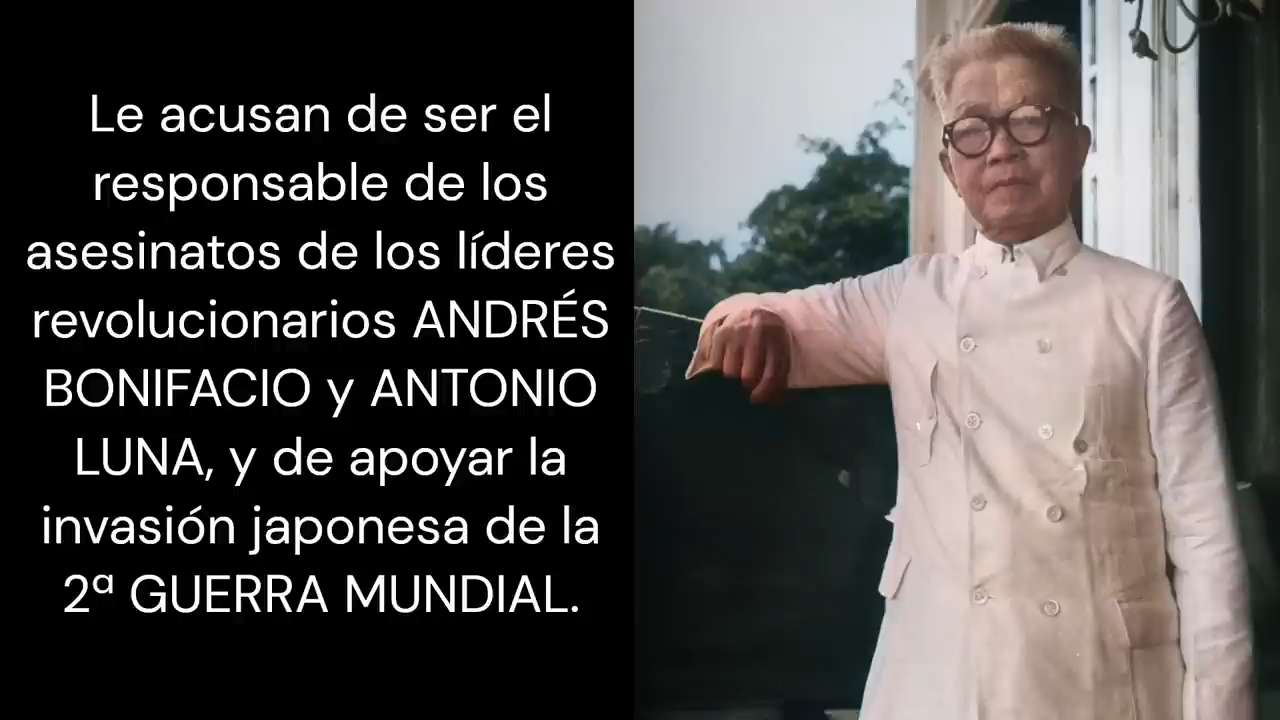 Le acusan de ser el
responsable de los
asesinatos de los líderes
revolucionarios ANDRÉS
BONIFACIO y ANTONIO
LUNA, y de apoyar la
invasión japonesa de la
2ª GUERRA MUNDIAL.